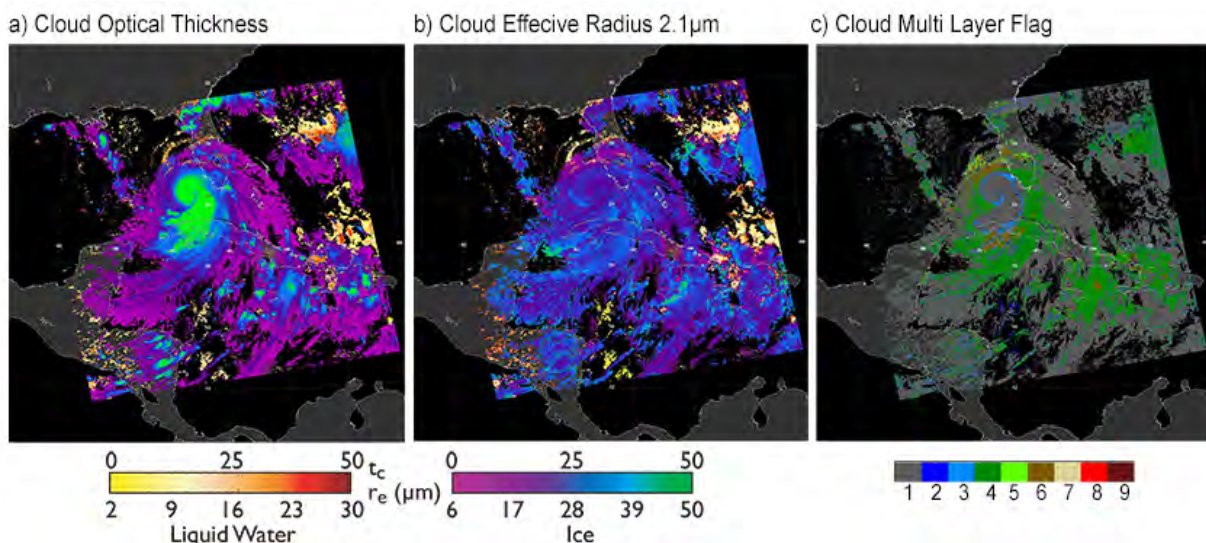 a) Cloud Optical Thickness
b) Cloud Effecive Radius 2.1µm
c) Cloud Multi Layer Flag
0 25 50 t_c
r_e (µm)
2 9 16 23 30
Liquid Water
0 25 50
6 17 28 39 50
Ice
1 2 3 4 5 6 7 8 9